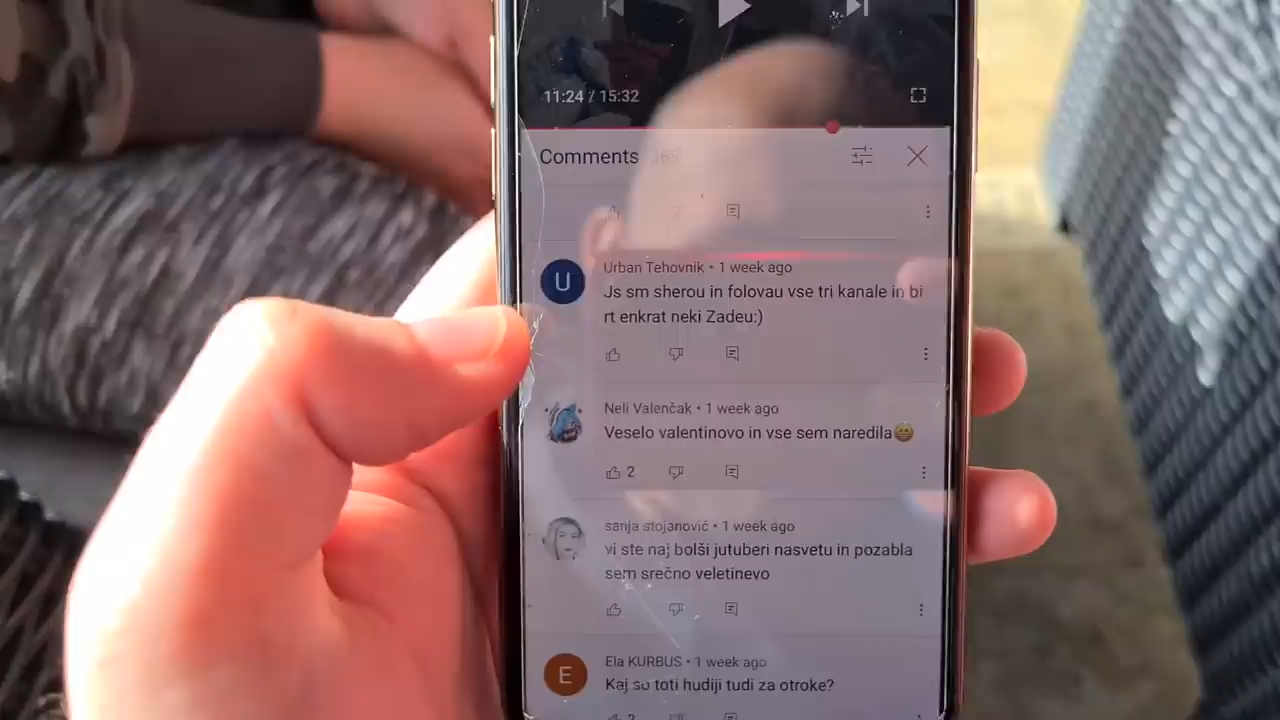 11:24 / 15:32
Comments 365
Urban Tehovnik • 1 week ago
Js sm sherou in folovau vse tri kanale in bi
rt enkrat neki Zadeu:)
Neli Valenčak • 1 week ago
Veselo valentinovo in vse sem naredila😄
2
sanja stojanović • 1 week ago
vi ste naj bolši jutuberi nasvetu in pozabla
sem srečno veletinevo
Ela KURBUS • 1 week ago
Kaj so toti hudiji tudi za otroke?
2
U
E